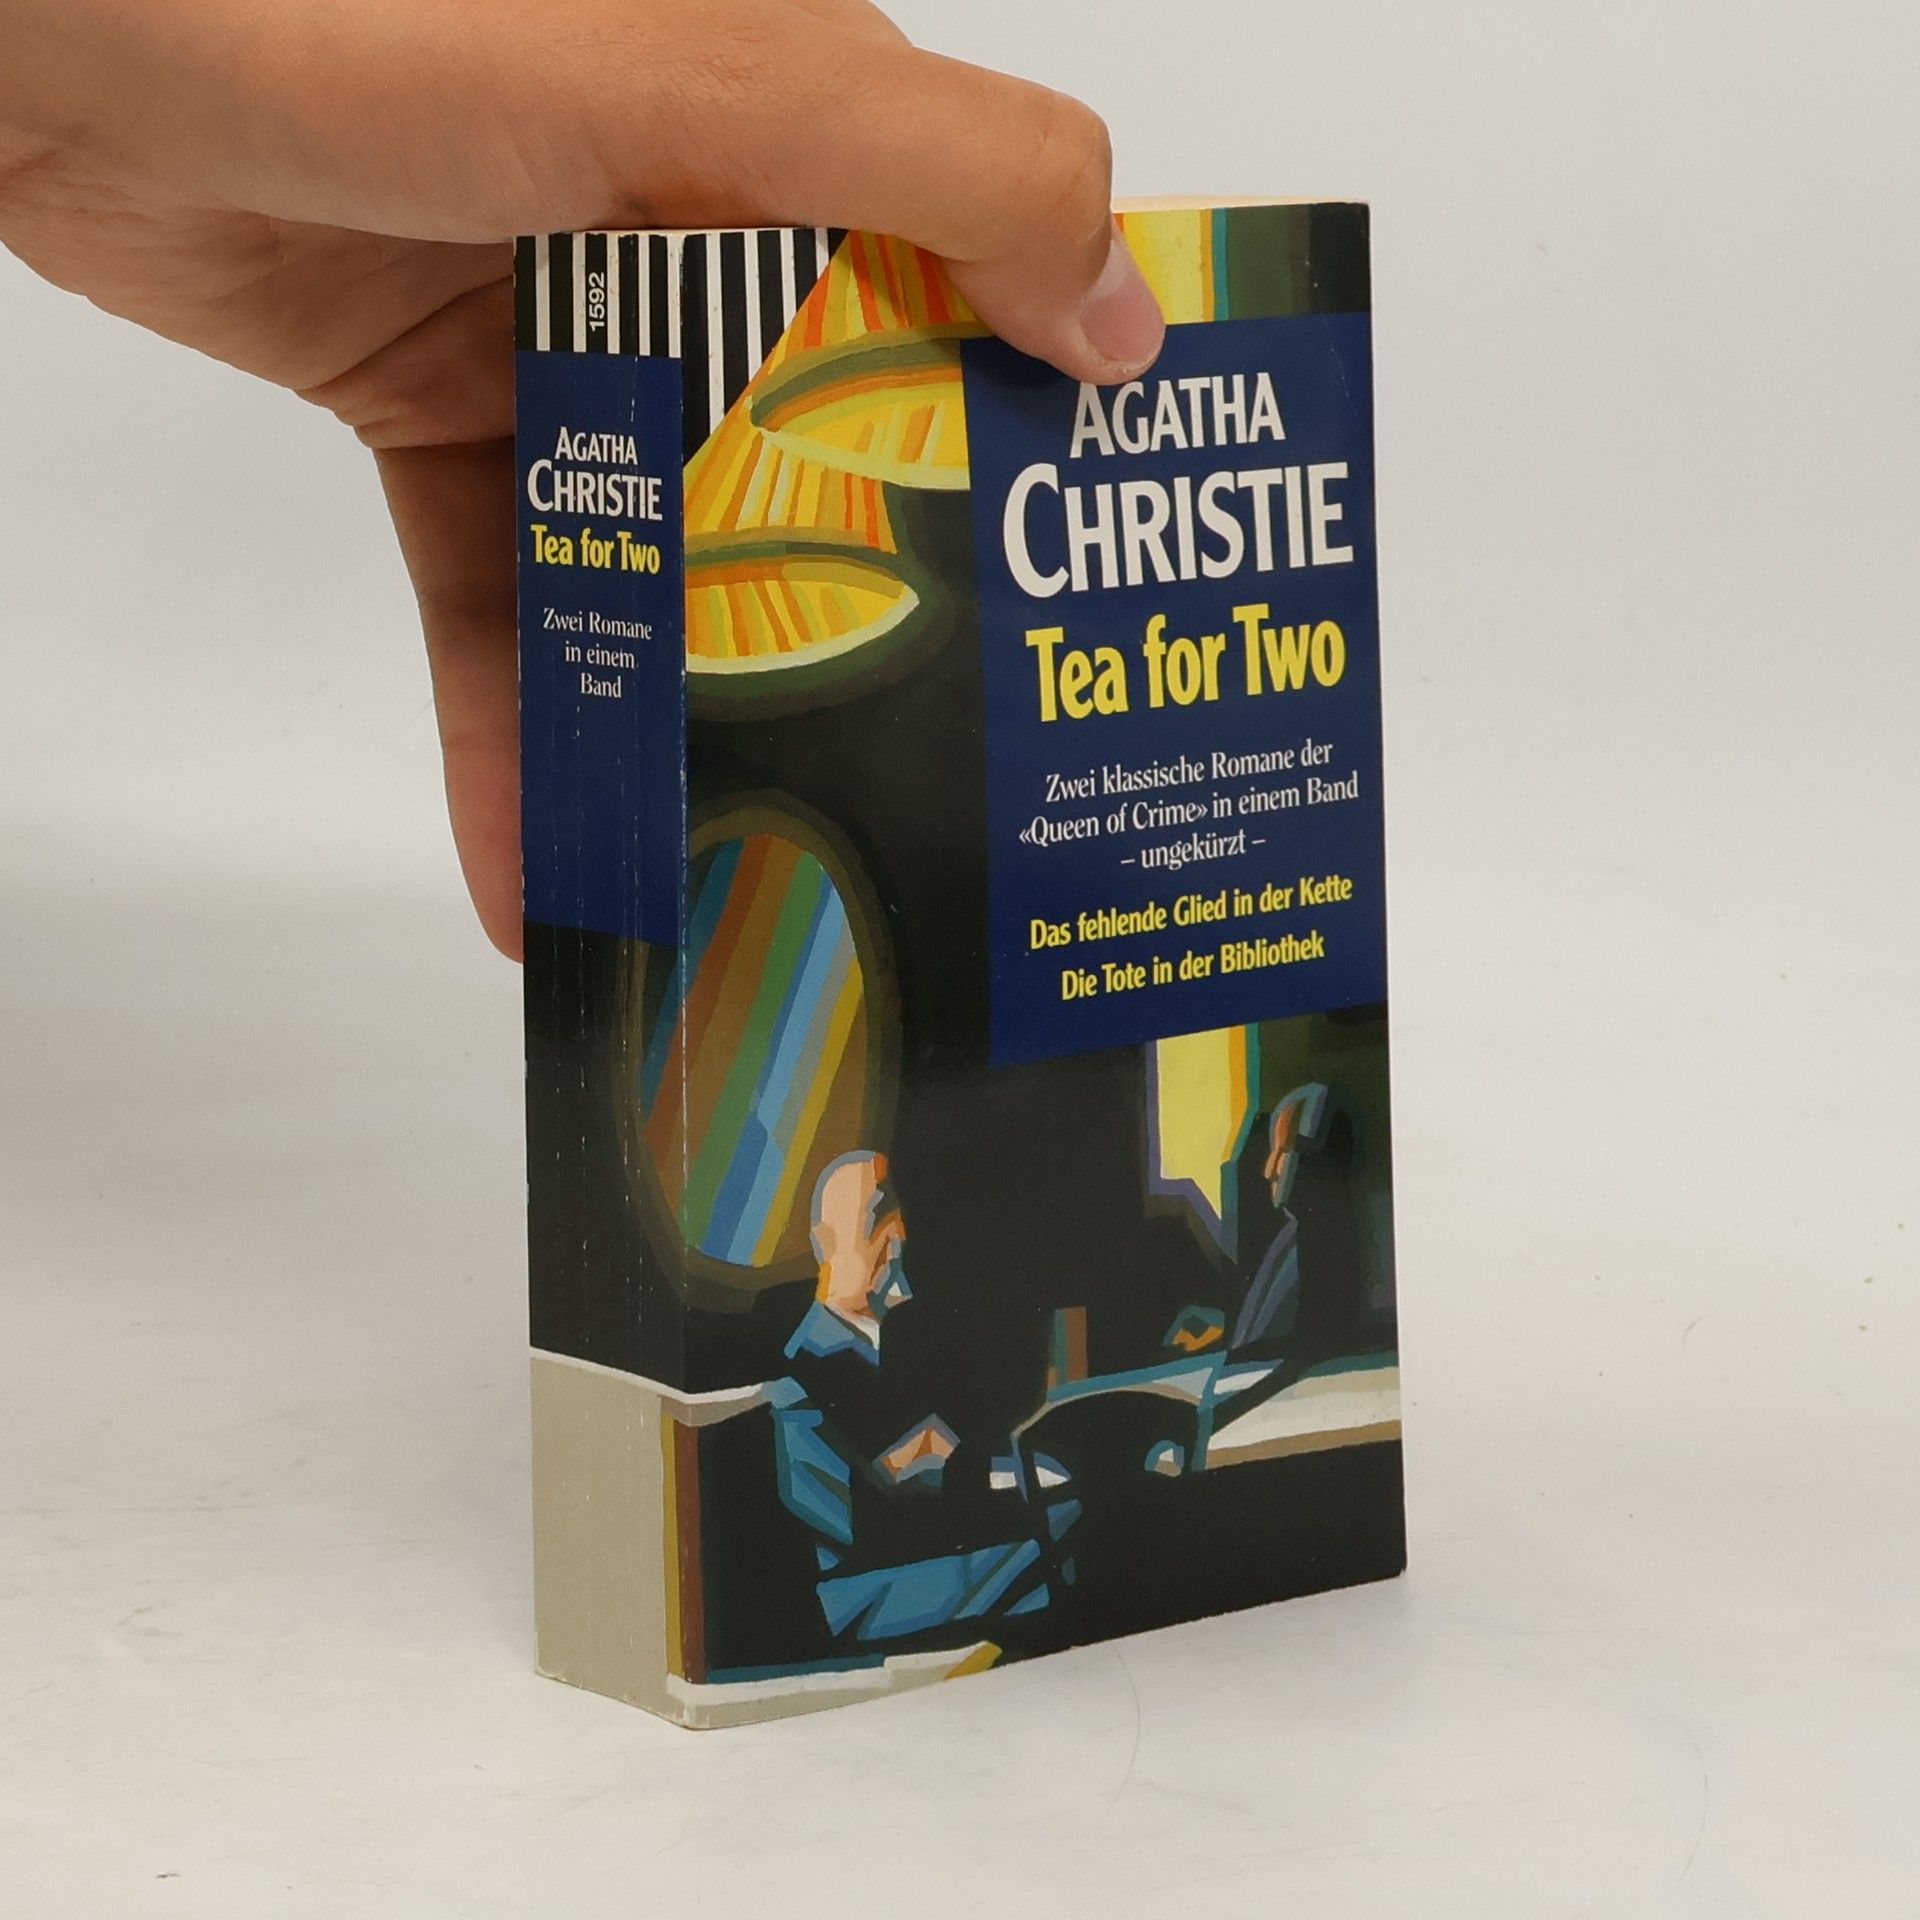 1592
AGATHA
CHRISTIE
Tea for Two
Zwei Romane
in einem
Band
AGATHA
CHRISTIE
Tea for Two
Zwei klassische Romane der
«Queen of Crime» in einem Band
– ungekürzt –
Das fehlende Glied in der Kette
Die Tote in der Bibliothek